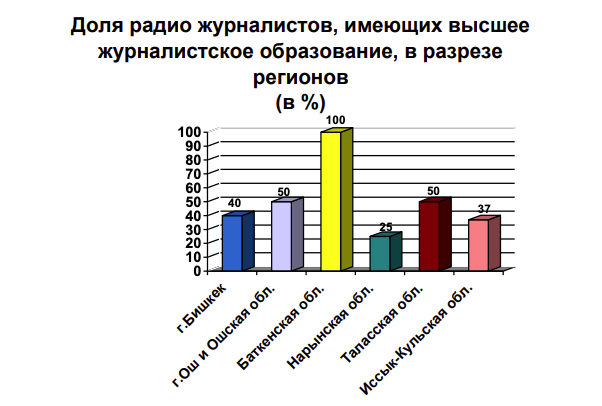 Доля радио журналистов, имеющих высшее
журналистское образование, в разрезе
регионов
(в %)
100
90
80
70
60
50
40
30
20
10
0
40
50
100
25
50
37
г.Бишкек
г.Ош и Ошская обл.
Баткенская обл.
Нарынская обл.
Таласская обл.
Иссык-Кульская обл.